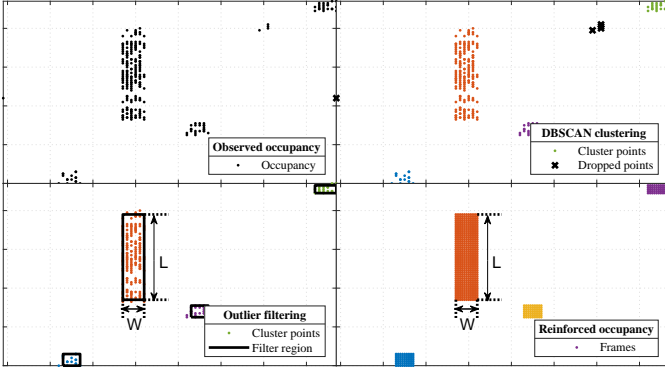 Observed occupancy
Occupancy
DBSCAN clustering
Cluster points
Dropped points
L
W
Outlier filtering
Cluster points
Filter region
L
W
Reinforced occupancy
Frames